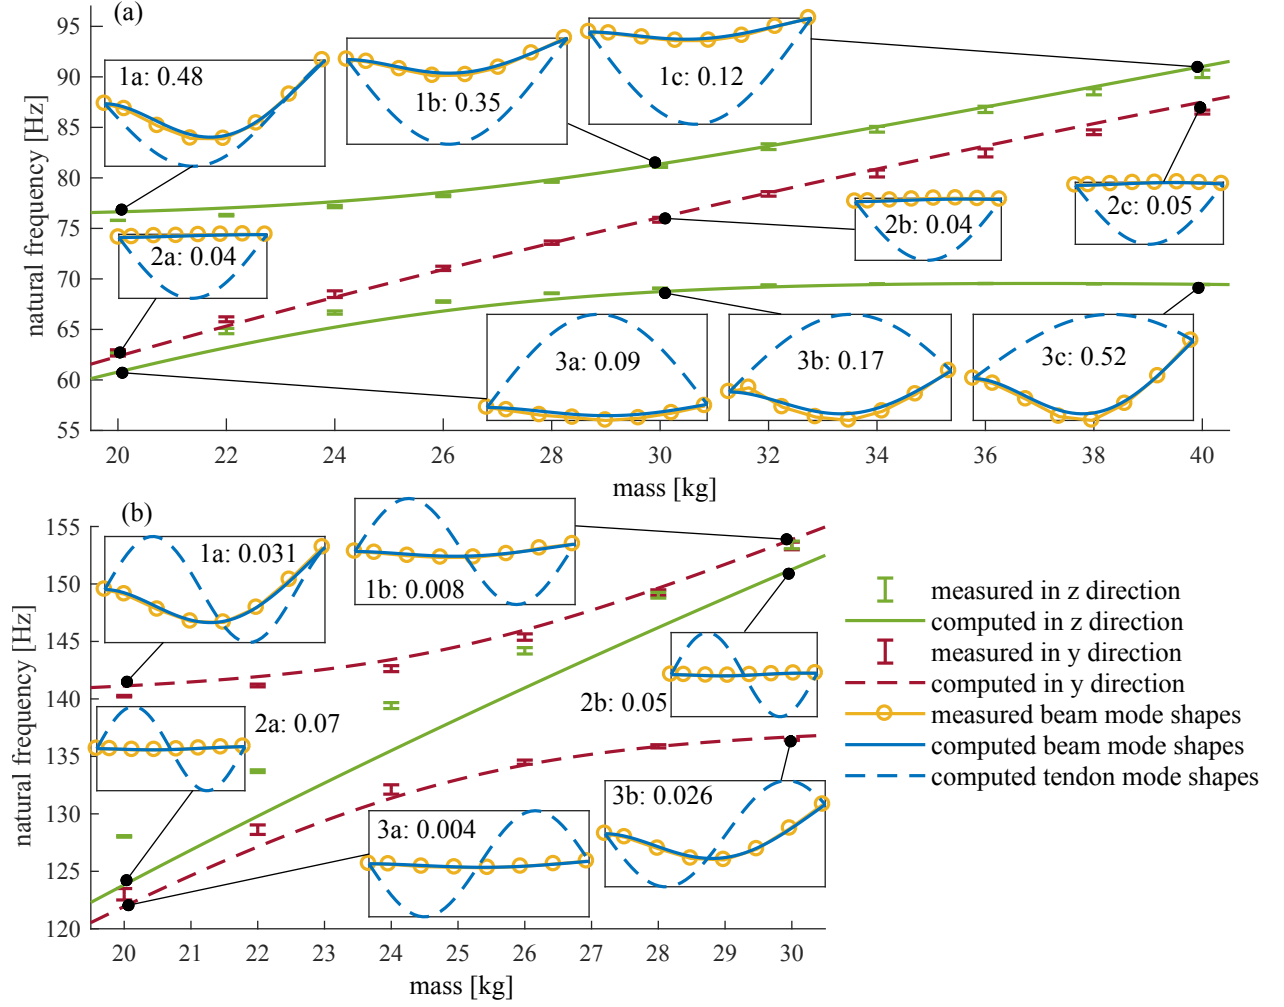 (a)
natural frequency [Hz]
95
90
85
80
75
70
65
60
55
1a: 0.48
1b: 0.35
1c: 0.12
2a: 0.04
2b: 0.04
2c: 0.05
3a: 0.09
3b: 0.17
3c: 0.52
20 22 24 26 28 30 32 34 36 38 40
mass [kg]
(b)
natural frequency [Hz]
155
150
145
140
135
130
125
120
1a: 0.031
1b: 0.008
2a: 0.07
2b: 0.05
3a: 0.004
3b: 0.026
20 22 23 24 25 26 27 28 29 30
mass [kg]
measured in z direction
computed in z direction
measured in y direction
computed in y direction
measured beam mode shapes
computed beam mode shapes
computed tendon mode shapes